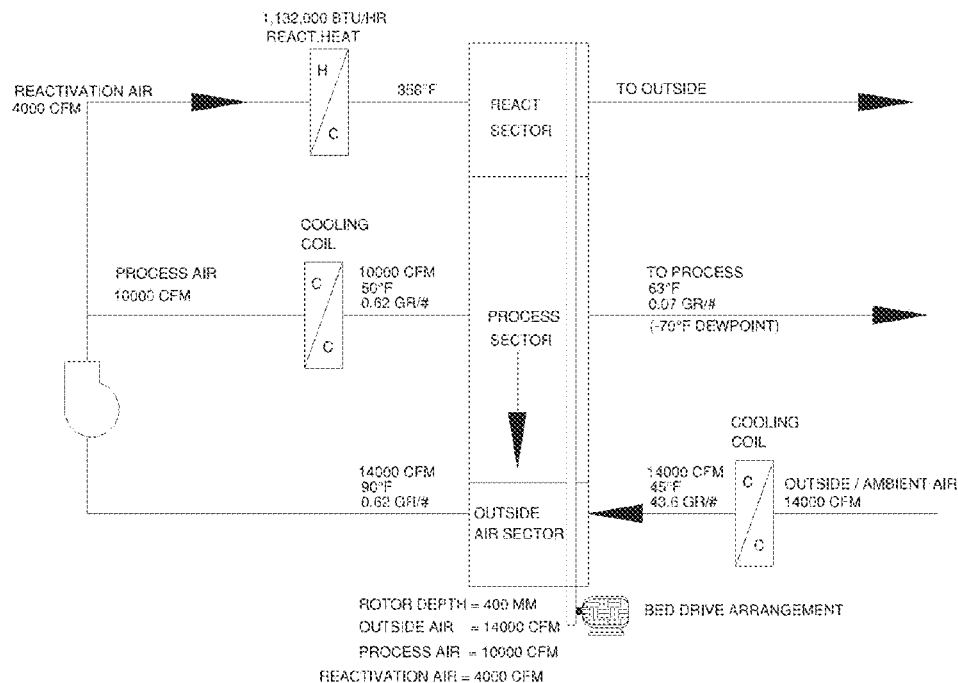 1,132,000 BTU/HR
REACT.HEAT
H
C
REACTIVATION AIR
4000 CFM
356°F
REACT
SECTOR
TO OUTSIDE
COOLING
COIL
PROCESS AIR
10000 CFM
C
C
10000 CFM
50°F
0.62 GR/#
PROCESS
SECTOR
TO PROCESS
63°F
0.07 GR/#
(-70°F DEWPOINT)
COOLING
COIL
14000 CFM
90°F
0.62 GR/#
OUTSIDE
AIR SECTOR
14000 CFM
45°F
43.6 GR/#
C
C
OUTSIDE / AMBIENT AIR
14000 CFM
ROTOR DEPTH = 400 MM
OUTSIDE AIR = 14000 CFM
PROCESS AIR = 10000 CFM
REACTIVATION AIR = 4000 CFM
BED DRIVE ARRANGEMENT